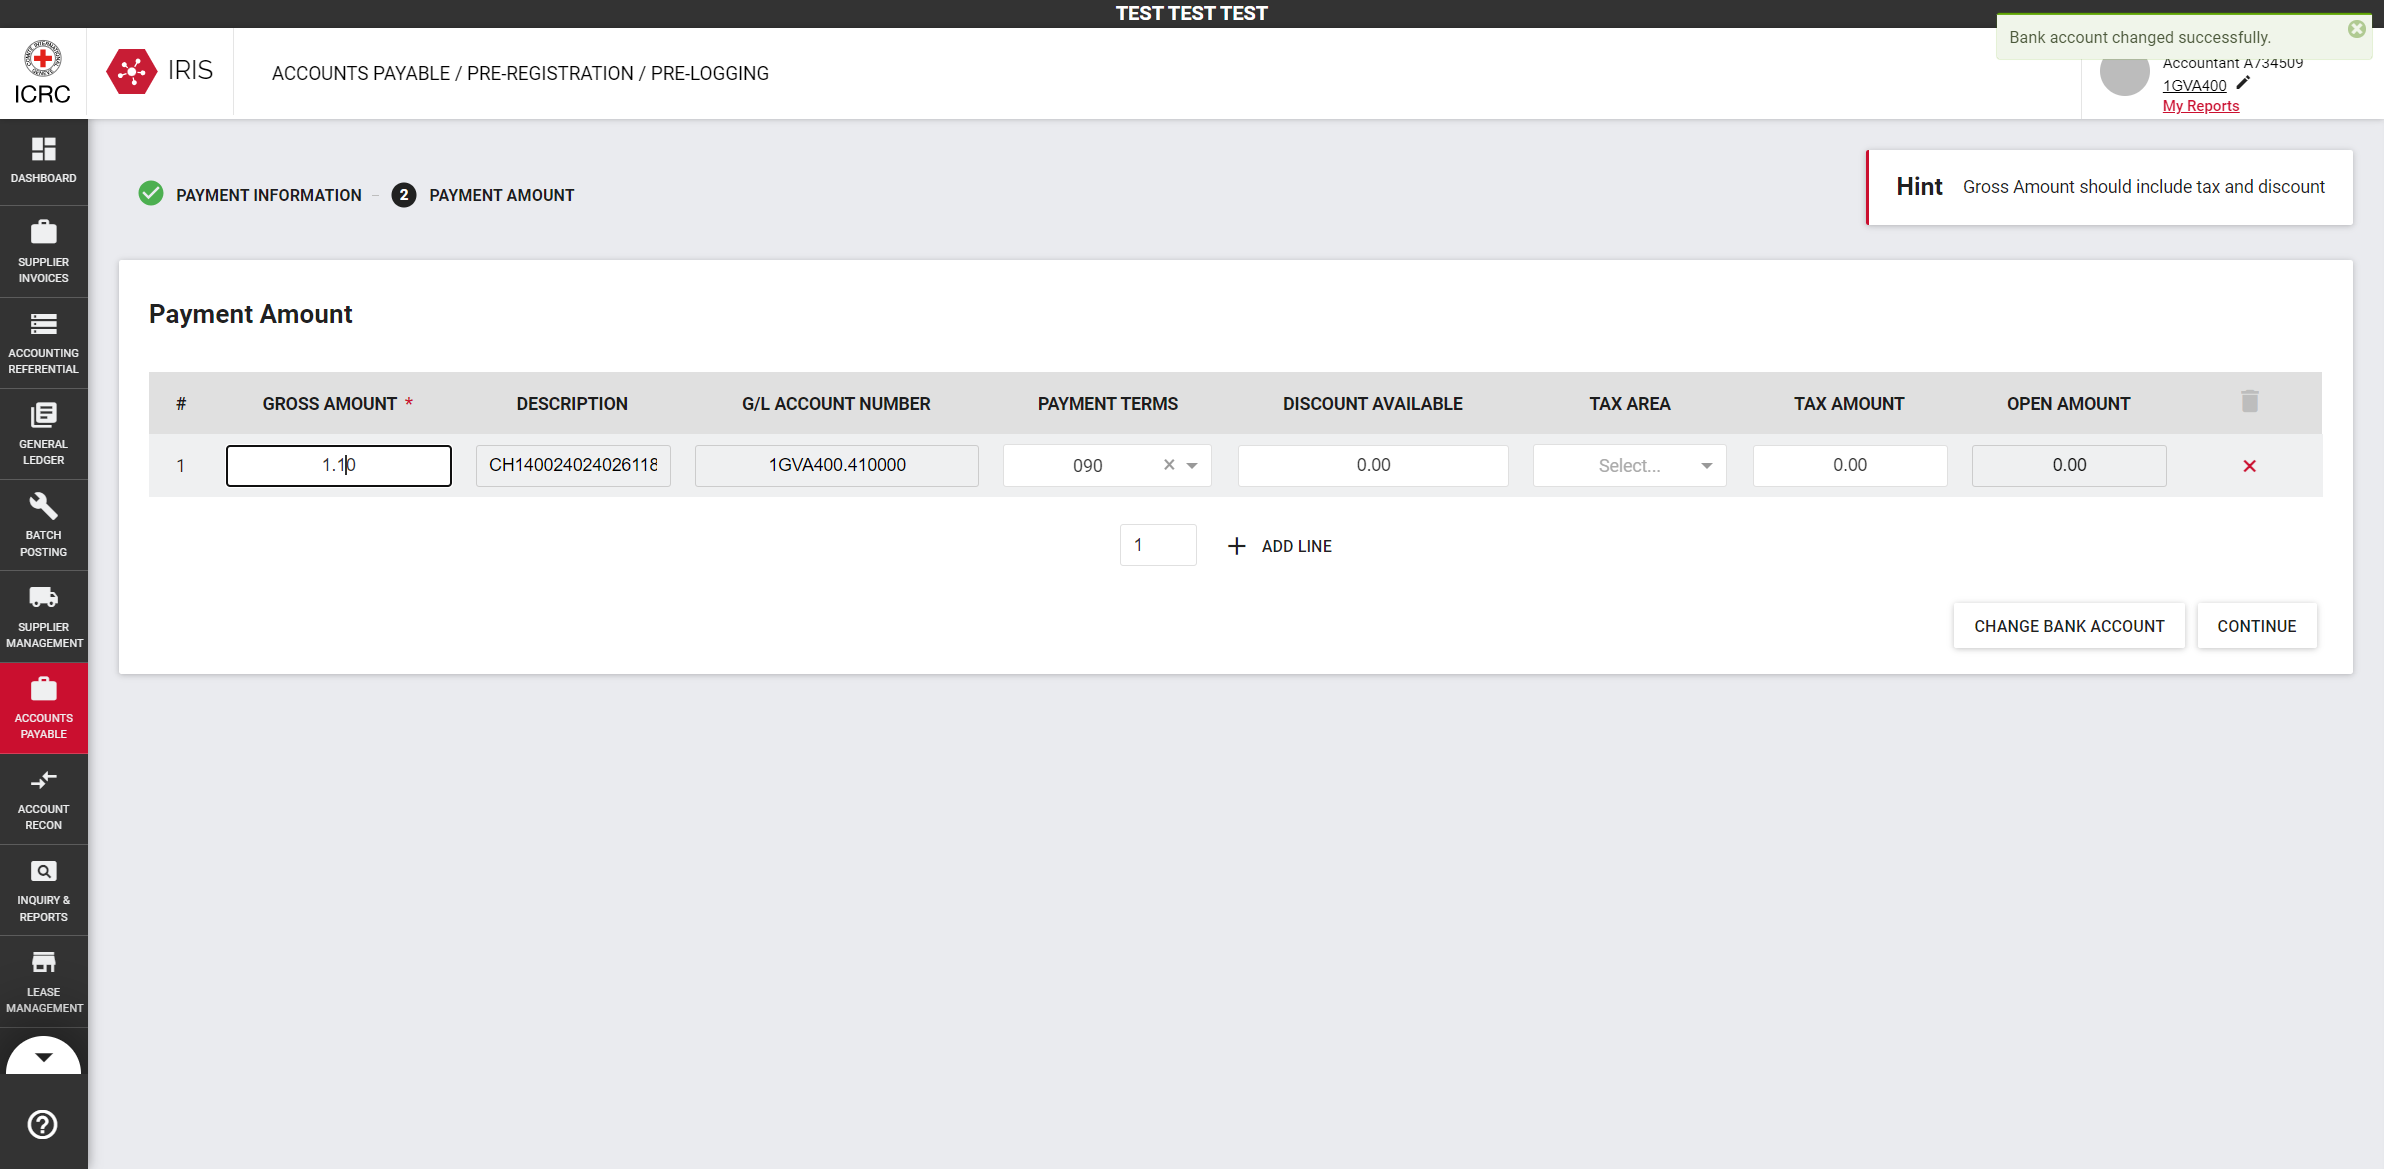 TEST TEST TEST
Bank account changed successfully.
ICRC
IRIS
ACCOUNTS PAYABLE / PRE-REGISTRATION / PRE-LOGGING
Accountant A734509
1GVA400
My Reports
DASHBOARD
SUPPLIER
INVOICES
ACCOUNTING
REFERENTIAL
GENERAL
LEDGER
BATCH
POSTING
SUPPLIER
MANAGEMENT
ACCOUNTS
PAYABLE
ACCOUNT
RECON
INQUIRY &
REPORTS
LEASE
MANAGEMENT
PAYMENT INFORMATION – 2 PAYMENT AMOUNT
Hint Gross Amount should include tax and discount
Payment Amount
# GROSS AMOUNT * DESCRIPTION G/L ACCOUNT NUMBER PAYMENT TERMS DISCOUNT AVAILABLE TAX AREA TAX AMOUNT OPEN AMOUNT
1 1.10 CH140024024026118 1GVA400.410000 090 0.00 Select... 0.00 0.00
1 ADD LINE
CHANGE BANK ACCOUNT CONTINUE